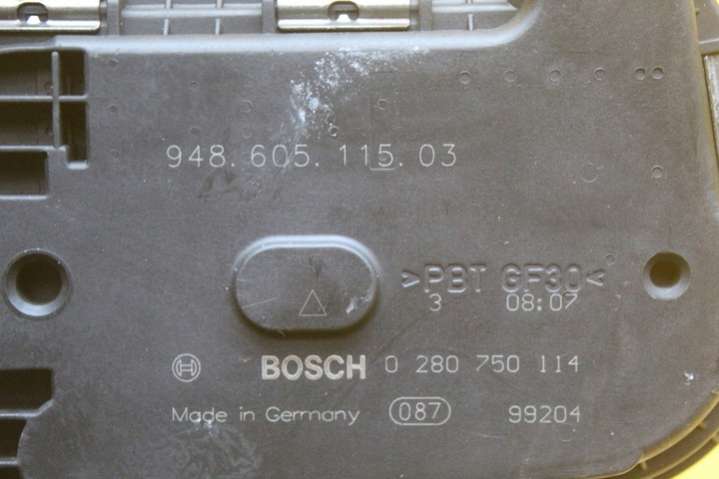 948.605.115.03
>PBT GF30<
3 08:07
BOSCH 0 280 750 114
Made in Germany 087 99204